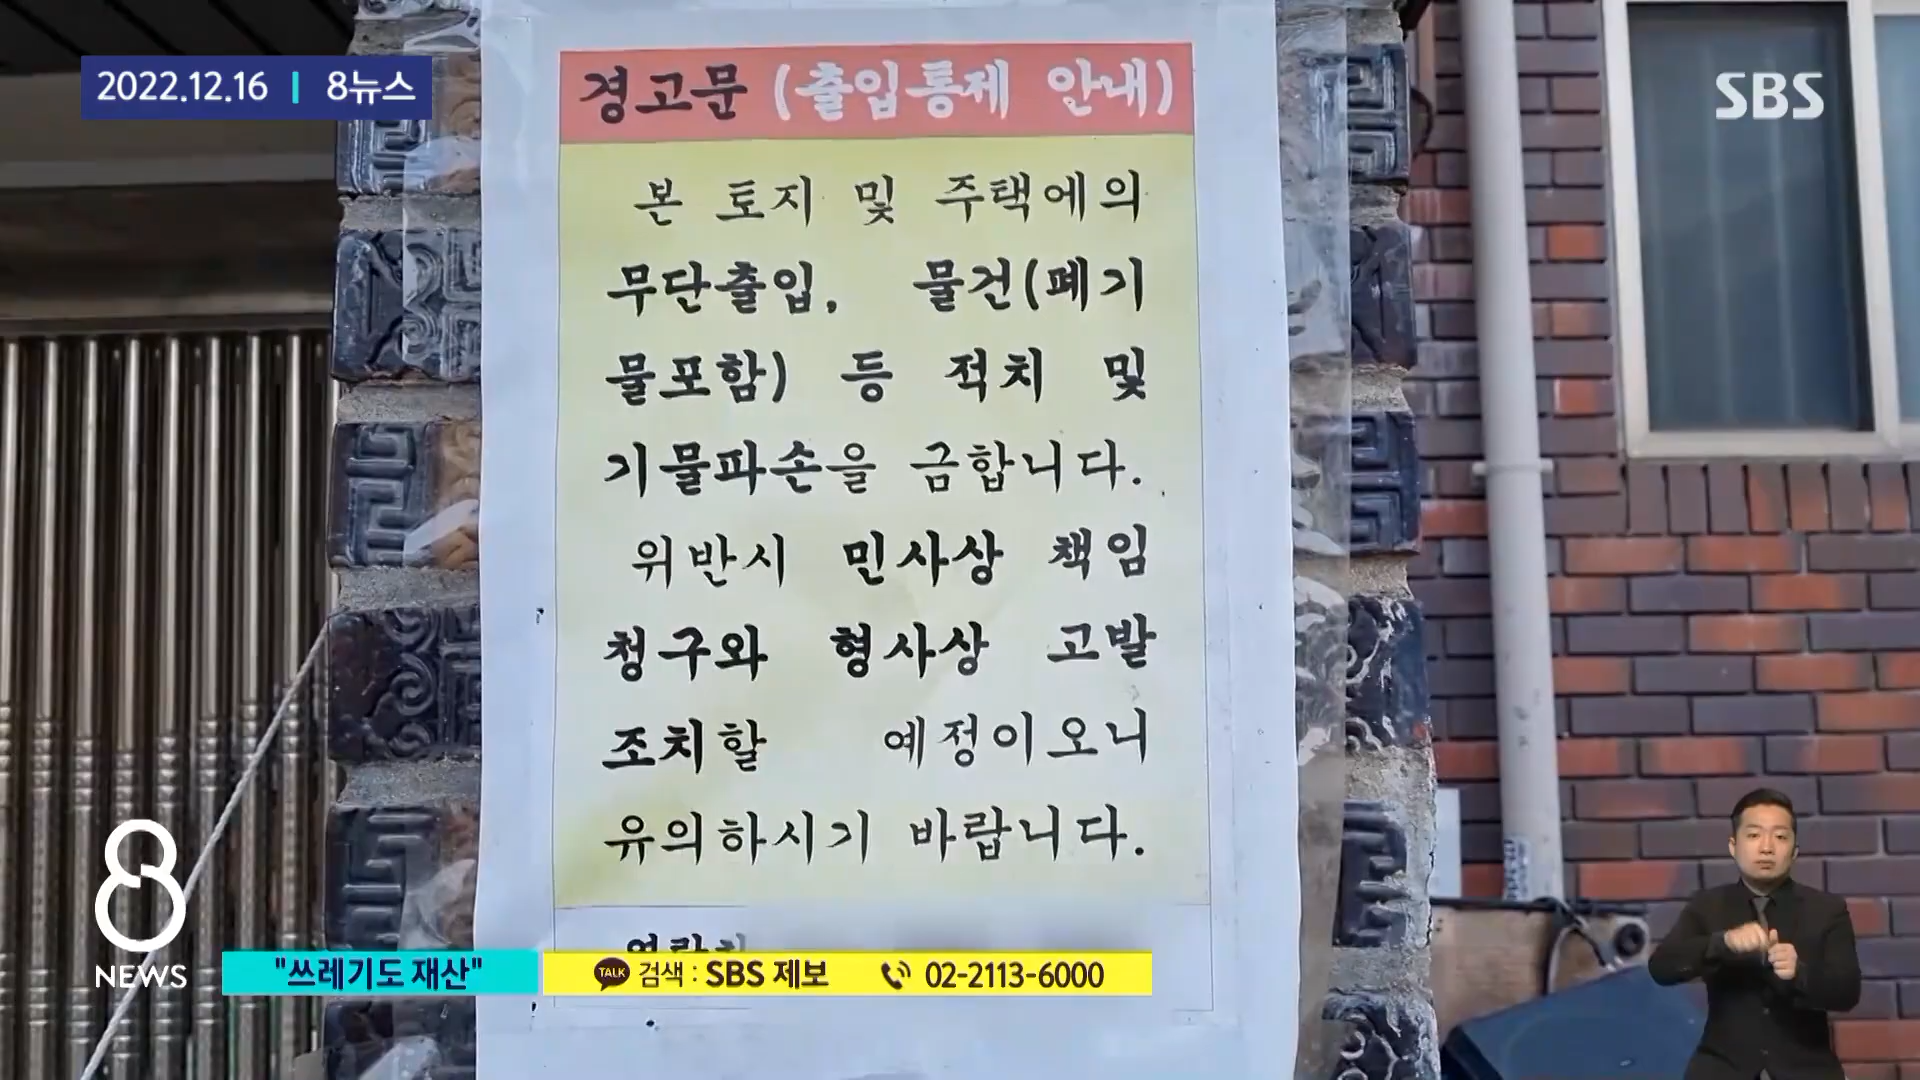 2022.12.16 | 8뉴스
SBS
경고문 (출입통제 안내)
본 토지 및 주택에의
무단출입, 물건(폐기
물포함) 등 적치 및
기물파손을 금합니다.
위반시 민사상 책임
청구와 형사상 고발
조치할 예정이오니
유의하시기 바랍니다.
8
NEWS
"쓰레기도 재산"
TALK 검색 : SBS 제보 02-2113-6000